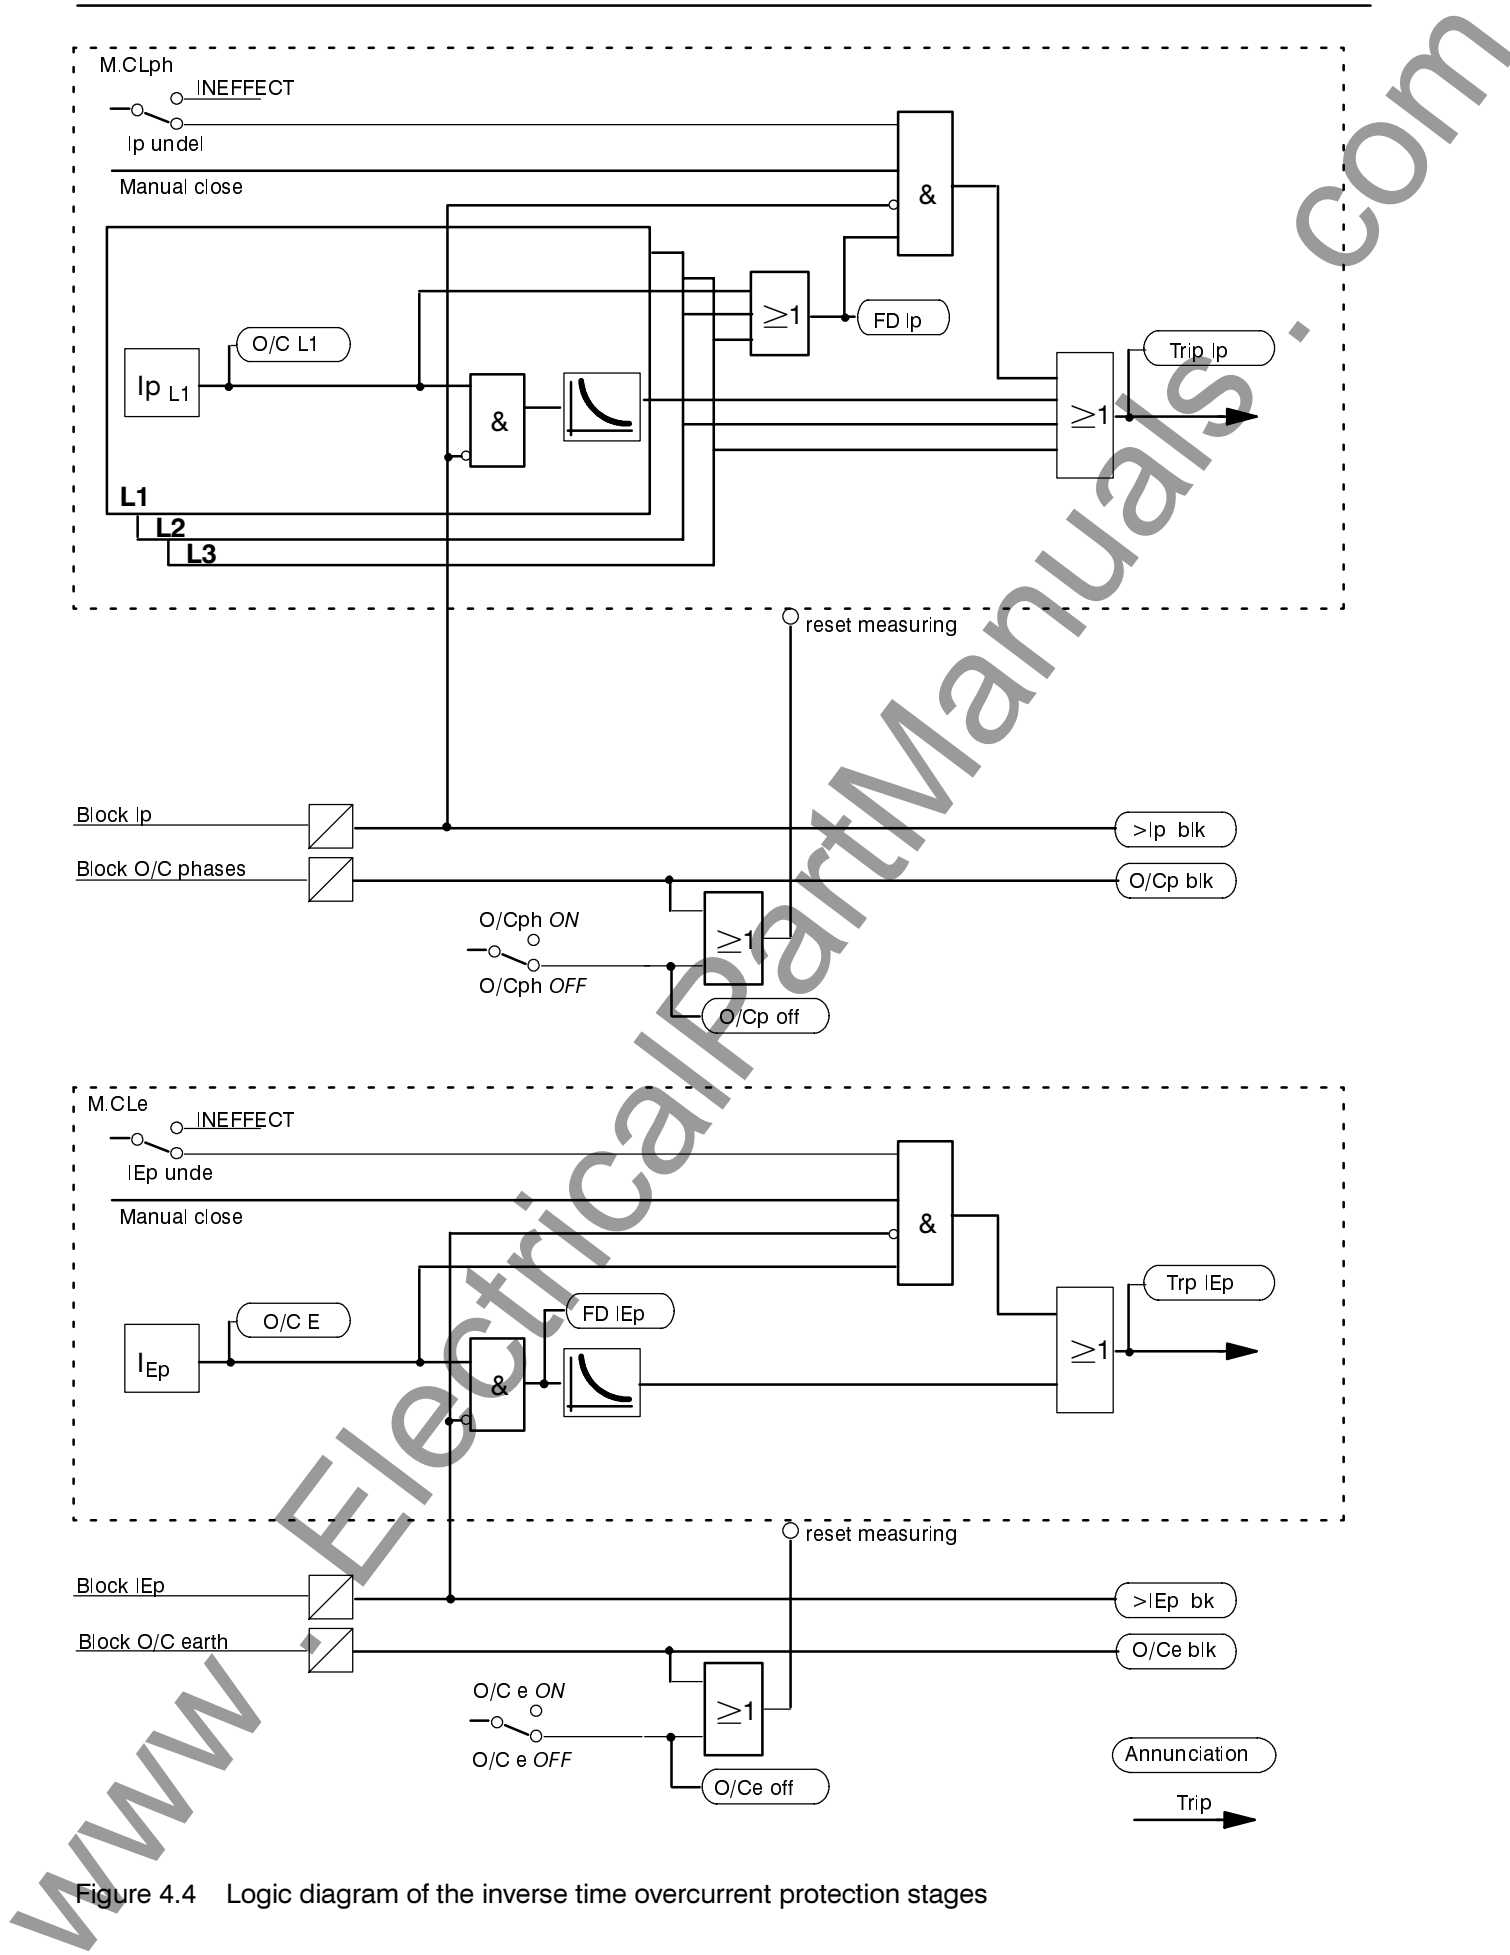 M.CLph
INEFFECT
Ip undel
Manual close
&
≥1
FD Ip
O/C L1
Trip Ip
Ip L1
&
≥1
L1
L2
L3
reset measuring
Block Ip
>Ip blk
Block O/C phases
O/Cp blk
O/Cph ON
≥1
O/Cph OFF
O/Cp off
M.CLe
INEFFECT
IEp unde
Manual close
&
Trp IEp
FD IEp
O/C E
≥1
IEp
&
reset measuring
Block IEp
>IEp bk
Block O/C earth
O/Ce blk
O/C e ON
≥1
O/C e OFF
Annunciation
O/Ce off
Trip
Figure 4.4 Logic diagram of the inverse time overcurrent protection stages
www . ElectricalPartManuals . com